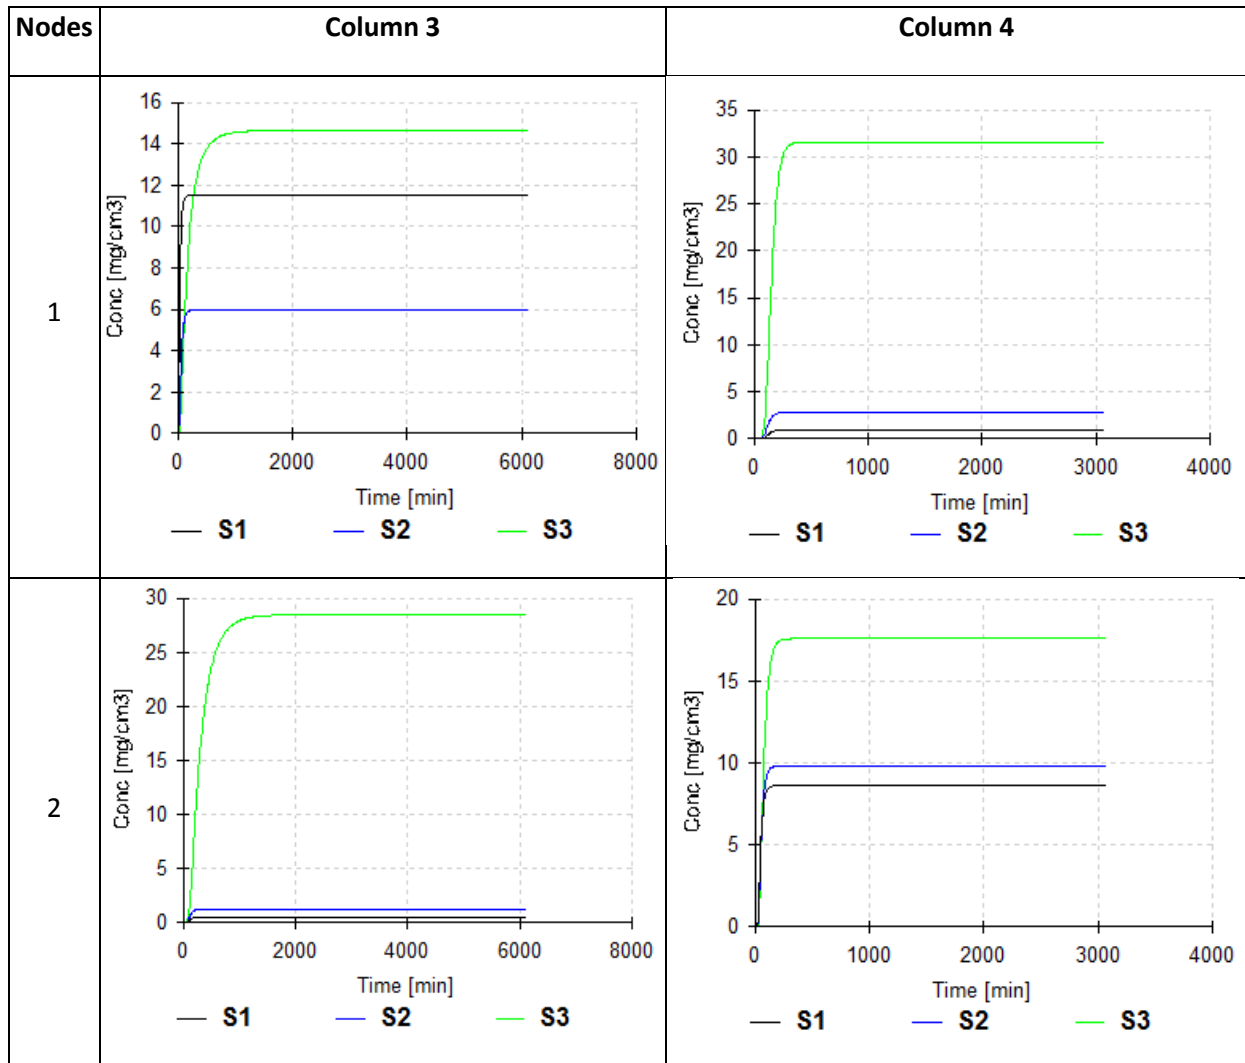 Nodes Column 3 Column 4
1
Conc [mg/cm3]
16
14
12
10
8
6
4
2
0
0 2000 4000 6000 8000
Time [min]
S1 S2 S3
Conc [mg/cm3]
35
30
25
20
15
10
5
0
0 1000 2000 3000 4000
Time [min]
S1 S2 S3
2
Conc [mg/cm3]
30
25
20
15
10
5
0
0 2000 4000 6000 8000
Time [min]
S1 S2 S3
Conc [mg/cm3]
20
15
10
5
0
0 1000 2000 3000 4000
Time [min]
S1 S2 S3